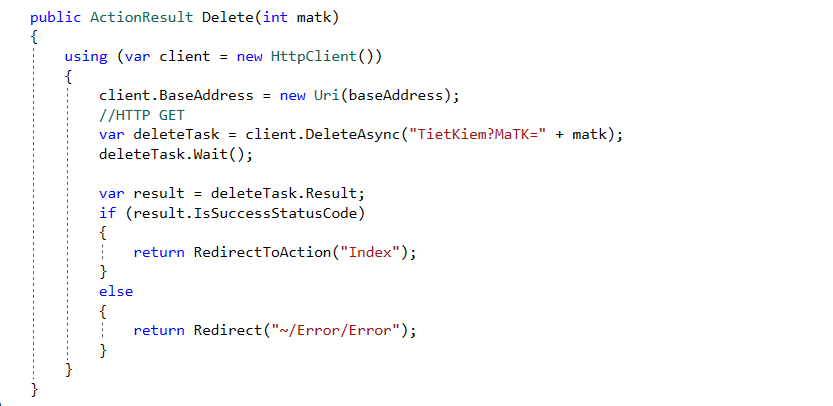 public ActionResult Delete(int matk)
{
using (var client = new HttpClient())
{
client.BaseAddress = new Uri(baseAddress);
//HTTP GET
var deleteTask = client.DeleteAsync("TietKiem?MaTK=" + matk);
deleteTask.Wait();
var result = deleteTask.Result;
if (result.IsSuccessStatusCode)
{
return RedirectToAction("Index");
}
else
{
return Redirect("~/Error/Error");
}
}
}